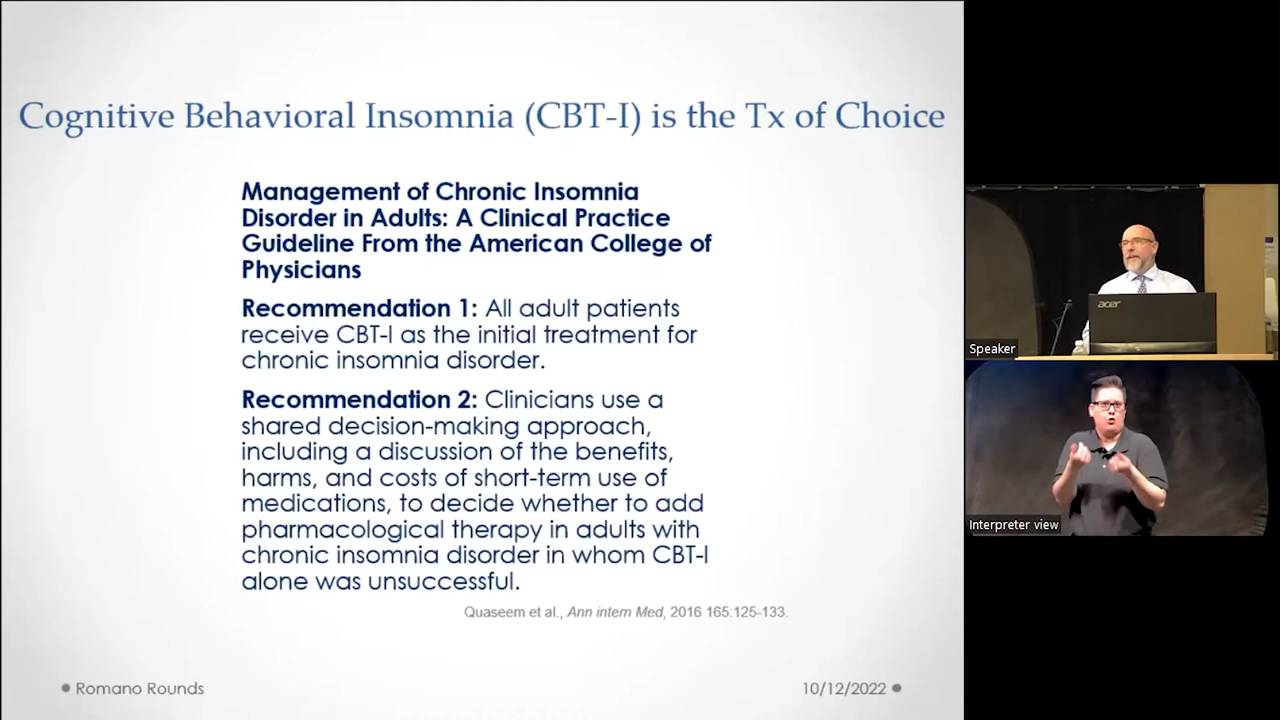 Cognitive Behavioral Insomnia (CBT-I) is the Tx of Choice
Management of Chronic Insomnia
Disorder in Adults: A Clinical Practice
Guideline From the American College of
Physicians
Recommendation 1: All adult patients
receive CBT-I as the initial treatment for
chronic insomnia disorder.
Recommendation 2: Clinicians use a
shared decision-making approach,
including a discussion of the benefits,
harms, and costs of short-term use of
medications, to decide whether to add
pharmacological therapy in adults with
chronic insomnia disorder in whom CBT-I
alone was unsuccessful.
Quaseem et al., Ann intern Med, 2016 165:125-133.
Romano Rounds
10/12/2022
acer
Speaker
Interpreter view